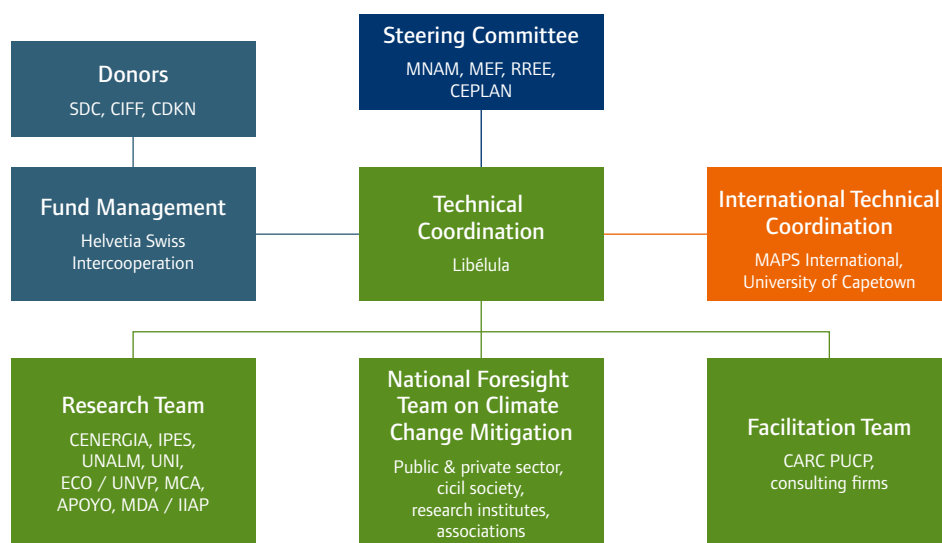 Steering Committee
MNAM, MEF, RREE,
CEPLAN
Donors
SDC, CIFF, CDKN
Fund Management
Helvetia Swiss
Intercooperation
Technical
Coordination
Libélula
International Technical
Coordination
MAPS International,
University of Capetown
Research Team
CENERGIA, IPES,
UNALM, UNI,
ECO / UNVP, MCA,
APOYO, MDA / IIAP
National Foresight
Team on Climate
Change Mitigation
Public & private sector,
cicil society,
research institutes,
associations
Facilitation Team
CARC PUCP,
consulting firms